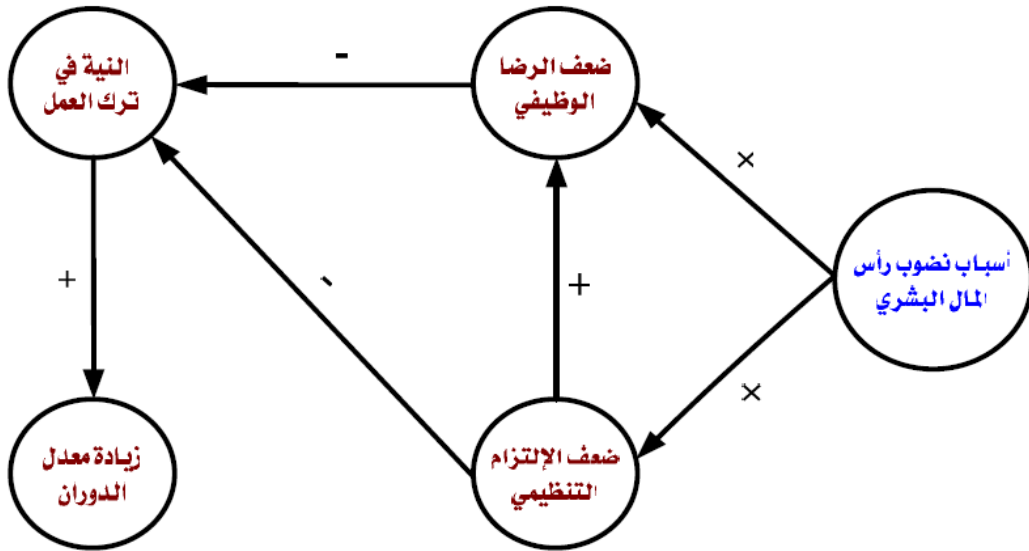 أسباب نضوب رأس
المال البشري
×
×
ضعف الرضا
الوظيفي
+
ضعف الإلتزام
التنظيمي
-
-
النية في
ترك العمل
+
زيادة معدل
الدوران